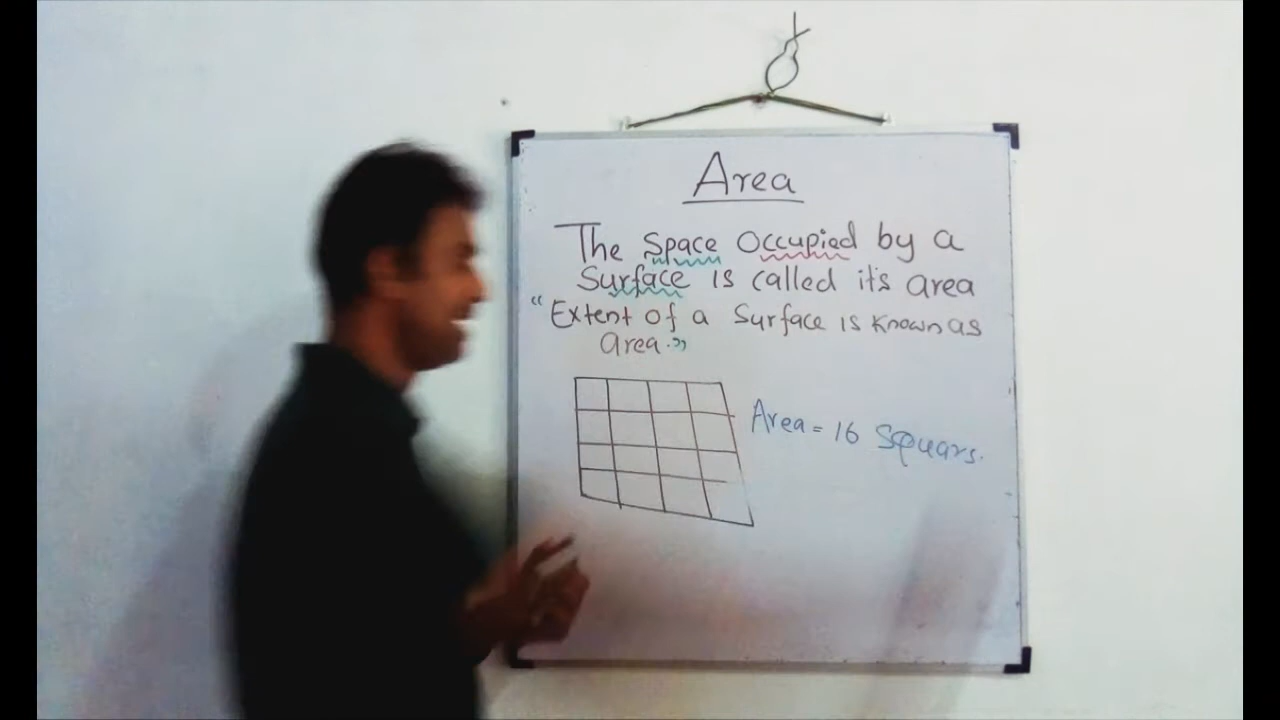 Area
The Space Occupied by a
Surface is called it's area
"Extent of a Surface is known as
area."
Area = 16 Squars.